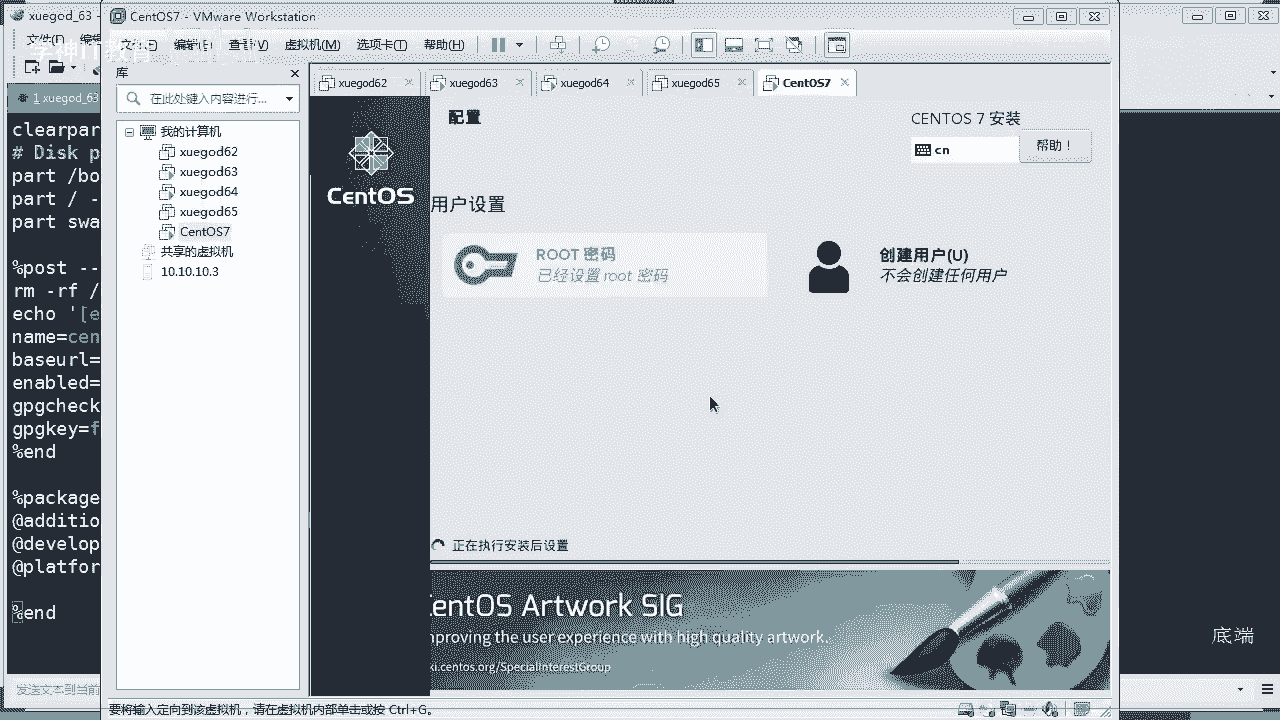 xuegod_63
CentOS7 - VMware Workstation
文件(F)
编辑(E)
查看(V)
虚拟机(M)
选项卡(T)
帮助(H)
库
在此处键入内容进行...
我的计算机
xuegod62
xuegod63
xuegod64
xuegod65
CentOS7
共享的虚拟机
10.10.10.3
xuegod62
xuegod63
xuegod64
xuegod65
CentOS7
1 xuegod_63
clearpar
# Disk p
part /bo
part / -
part swa
%post --
rm -rf /
echo '[e
name=cen
baseurl=
enabled=
gpgcheck
gpgkey=f
%end
%package
@additio
@develop
@platfor
%end
发送文本到当前
CentOS
配置
CENTOS 7 安装
cn
帮助！
用户设置
ROOT 密码
已经设置 root 密码
创建用户(U)
不会创建任何用户
正在执行安装后设置
entOS Artwork SIG
mproving the user experience with high quality artwork.
ki.centos.org/SpecialInterestGroup
底端
要将输入定向到该虚拟机，请在虚拟机内部单击或按 Ctrl+G。